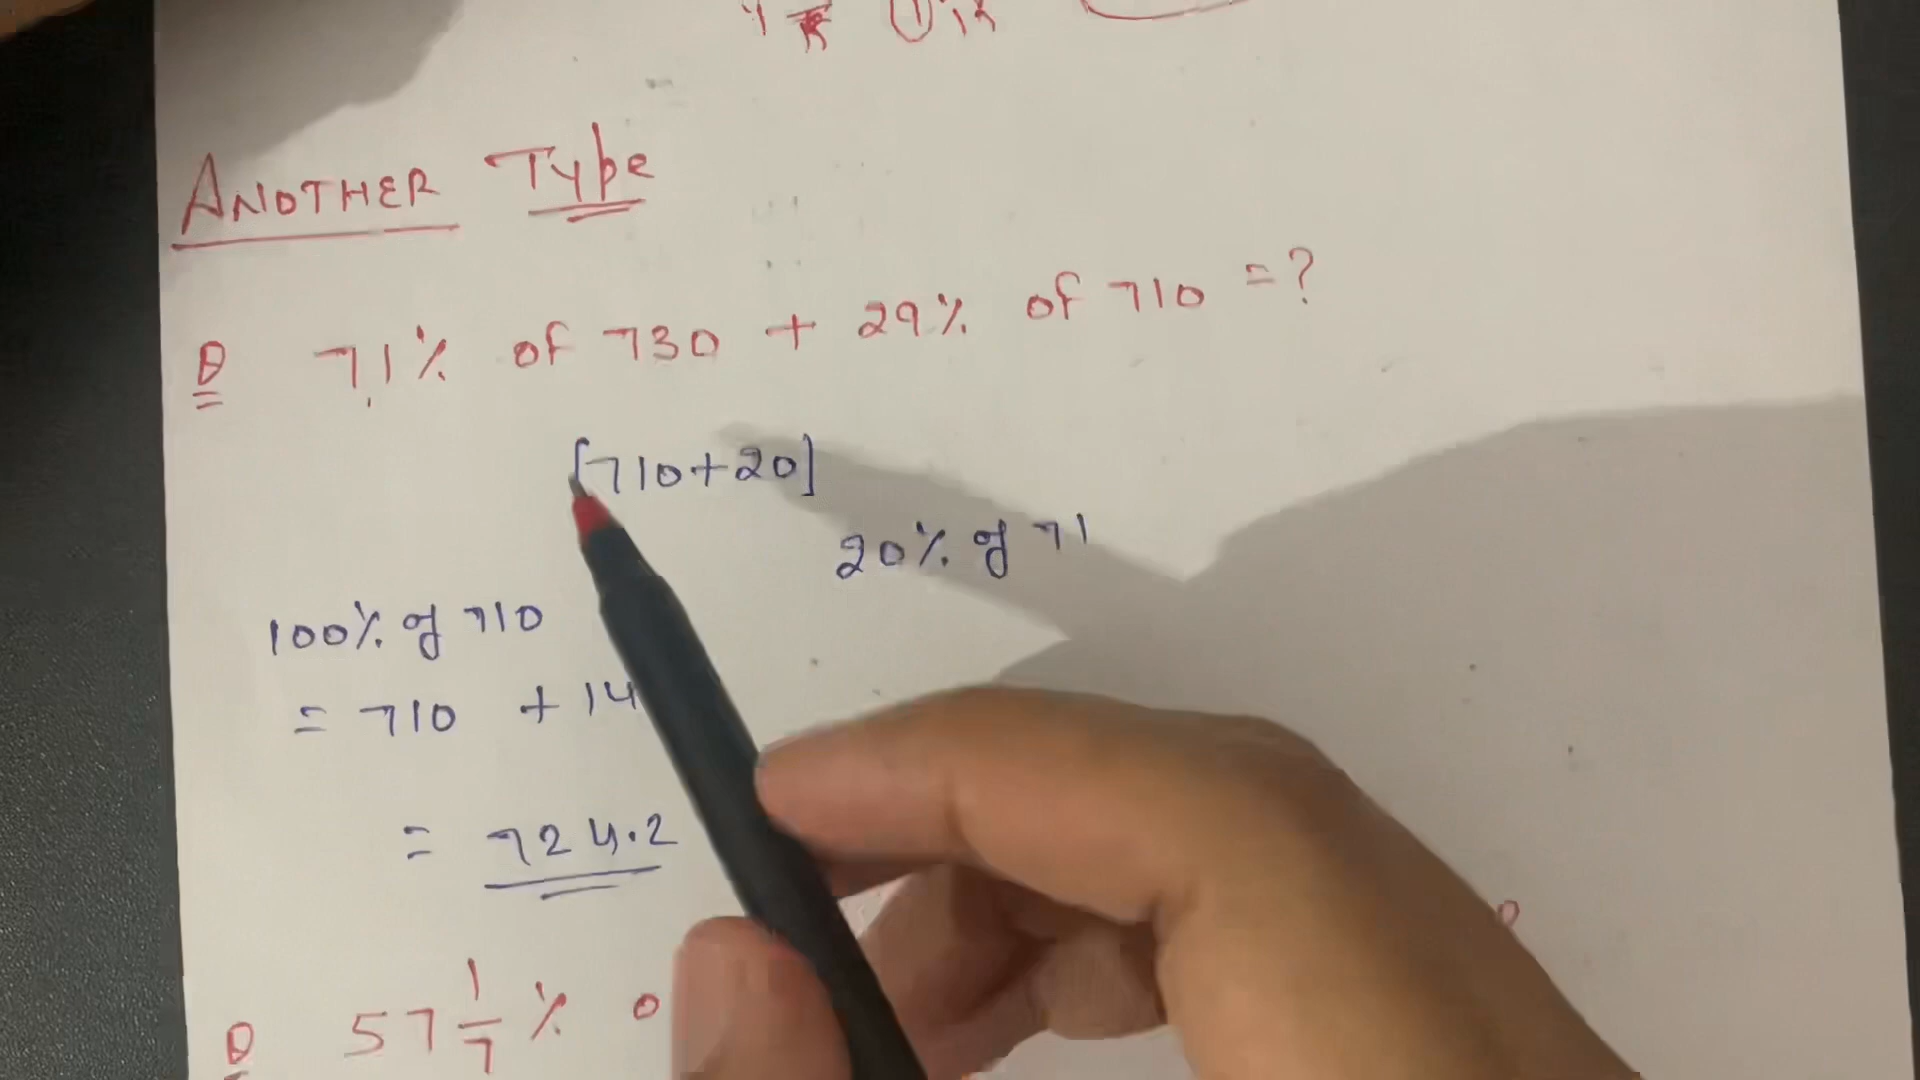 ANOTHER Type
Q 71% of 730 + 29% of 710 = ?
[710+20]
20% of 71
100% of 710
= 710 + 14
= 724.2
Q 57 1/7 % o